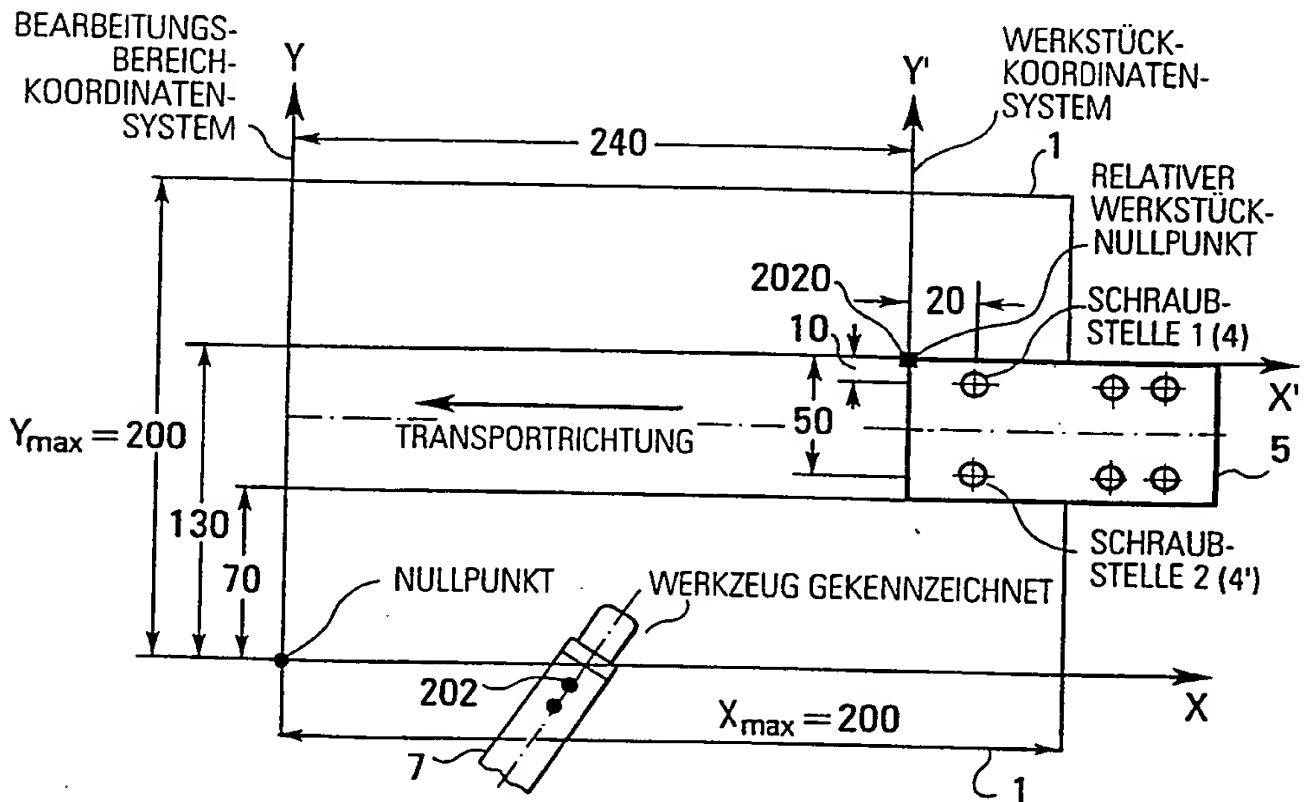 BEARBEITUNGS-
BEREICH-
KOORDINATEN-
SYSTEM
Y
Y'
WERKSTÜCK-
KOORDINATEN-
SYSTEM
240
1
RELATIVER
WERKSTÜCK-
NULLPUNKT
2020
20
10
SCHRAUB-
STELLE 1 (4)
X'
TRANSPORTRICHTUNG
50
5
Ymax = 200
130
70
SCHRAUB-
STELLE 2 (4')
NULLPUNKT
WERKZEUG GEKENNZEICHNET
202
X
Xmax = 200
7
1